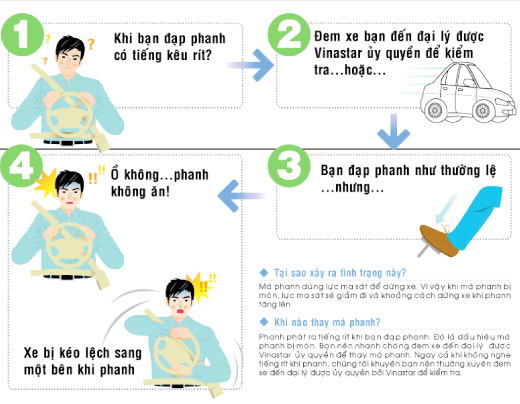 1
Khi bạn đạp phanh
có tiếng kêu rít?
2
Đem xe bạn đến đại lý được
Vinastar ủy quyền để kiểm
tra...hoặc...
3
Bạn đạp phanh như thường lệ
...nhưng...
4
Ồ không...phanh
không ăn!
Xe bị kéo lệch sang
một bên khi phanh
Tại sao xảy ra tình trạng này?
Má phanh dùng lực ma sát để dừng xe. Vì vậy khi má phanh bị
mòn, lực ma sát sẽ giảm đi và khoảng cách dừng xe khi phanh
tăng lên
Khi nào thay má phanh?
Phanh phát ra tiếng rít khi bạn đạp phanh. Đó là dấu hiệu má
phanh bị mòn. Bạn nên nhanh chóng đem xe đến đại lý được
Vinastar ủy quyền để thay má phanh. Ngay cả khi không nghe
tiếng rít khi phanh, chúng tôi khuyên bạn nên thường xuyên đem
xe đến đại lý được ủy quyền bởi Vinastar để kiểm tra.